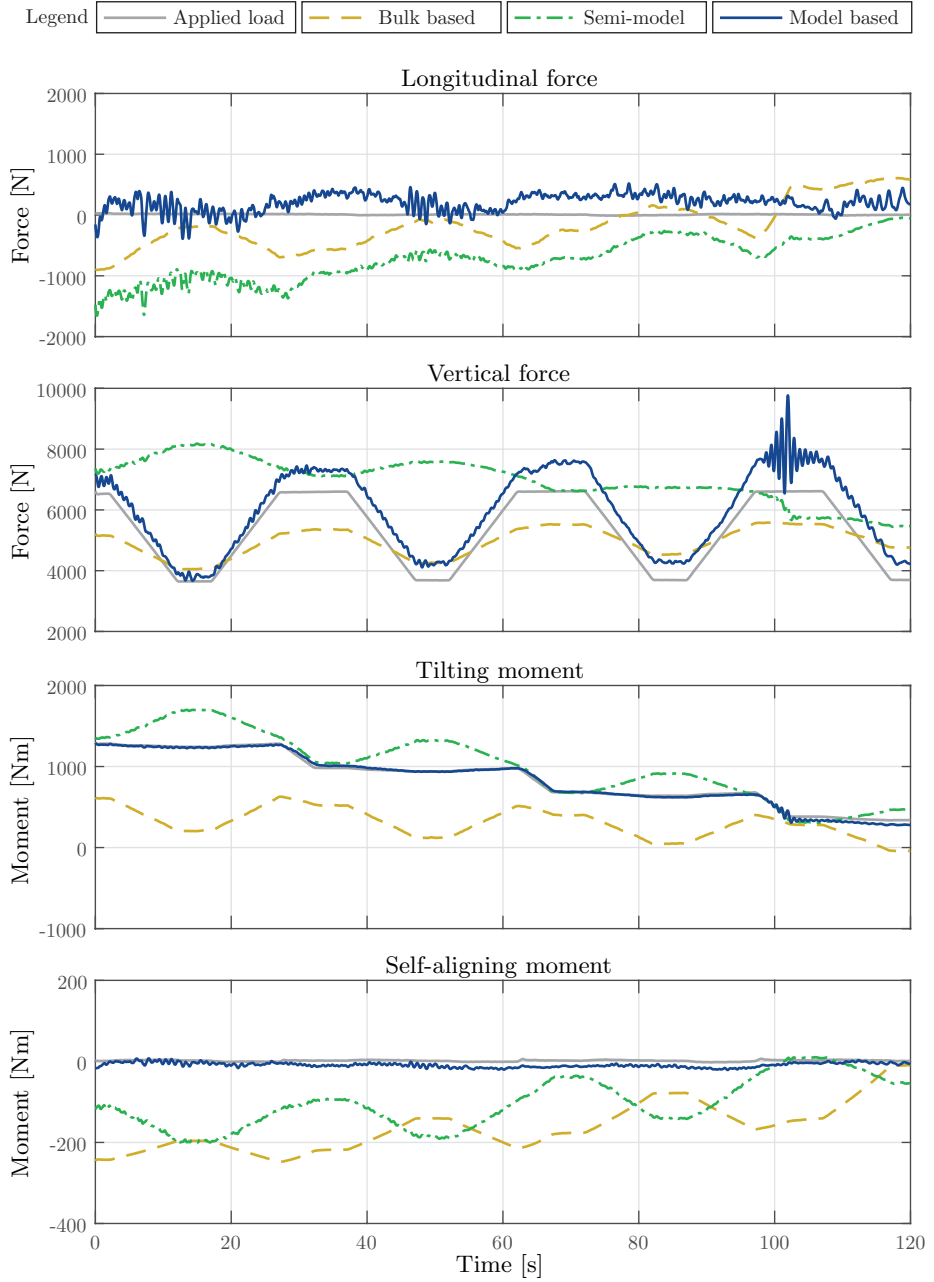 Legend Applied load Bulk based Semi-model Model based
Longitudinal force
2000
1000
0
-1000
-2000
Force [N]
Vertical force
10000
8000
6000
4000
2000
Force [N]
Tilting moment
2000
1000
0
-1000
Moment [Nm]
Self-aligning moment
200
0
-200
-400
Moment [Nm]
0 20 40 60 80 100 120
Time [s]